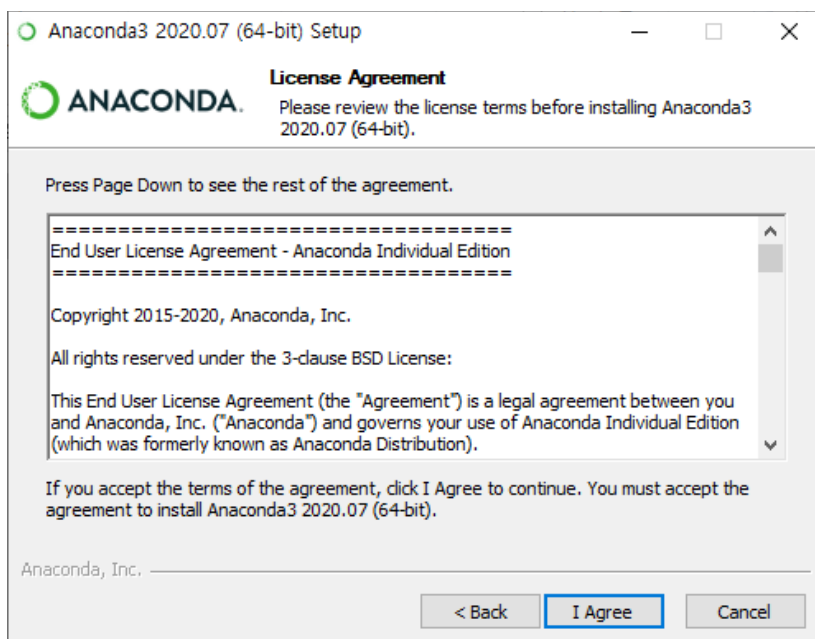 Anaconda3 2020.07 (64-bit) Setup
ANACONDA.
License Agreement
Please review the license terms before installing Anaconda3
2020.07 (64-bit).
Press Page Down to see the rest of the agreement.
===================================
End User License Agreement - Anaconda Individual Edition
===================================
Copyright 2015-2020, Anaconda, Inc.
All rights reserved under the 3-clause BSD License:
This End User License Agreement (the "Agreement") is a legal agreement between you
and Anaconda, Inc. ("Anaconda") and governs your use of Anaconda Individual Edition
(which was formerly known as Anaconda Distribution).
If you accept the terms of the agreement, click I Agree to continue. You must accept the
agreement to install Anaconda3 2020.07 (64-bit).
Anaconda, Inc.
< Back
I Agree
Cancel